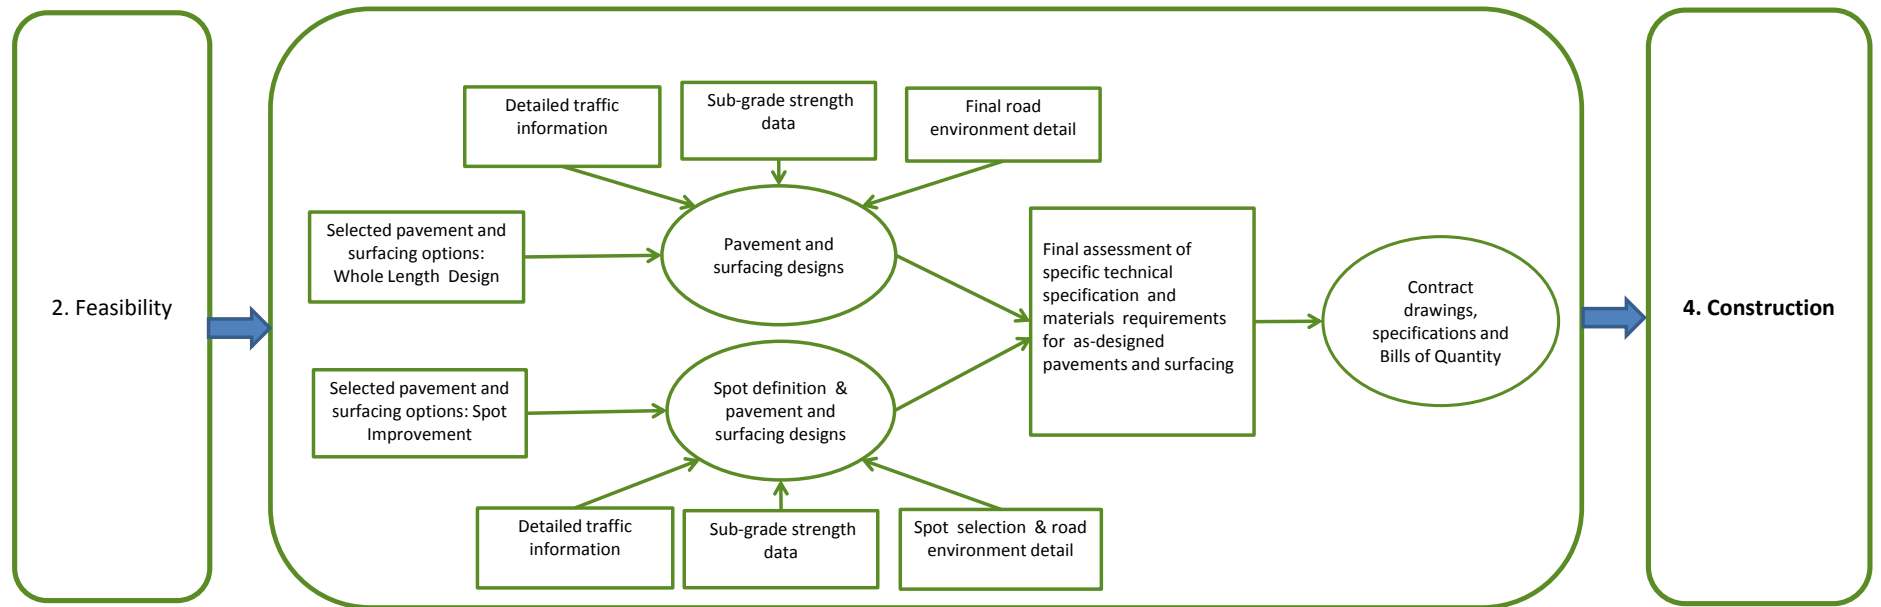 2. Feasibility
Detailed traffic
information
Sub-grade strength
data
Final road
environment detail
Selected pavement and
surfacing options:
Whole Length Design
Pavement and
surfacing designs
Selected pavement and
surfacing options: Spot
Improvement
Spot definition &
pavement and
surfacing designs
Detailed traffic
information
Sub-grade strength
data
Spot selection & road
environment detail
Final assessment of
specific technical
specification and
materials requirements
for as-designed
pavements and surfacing
Contract
drawings,
specifications and
Bills of Quantity
4. Construction